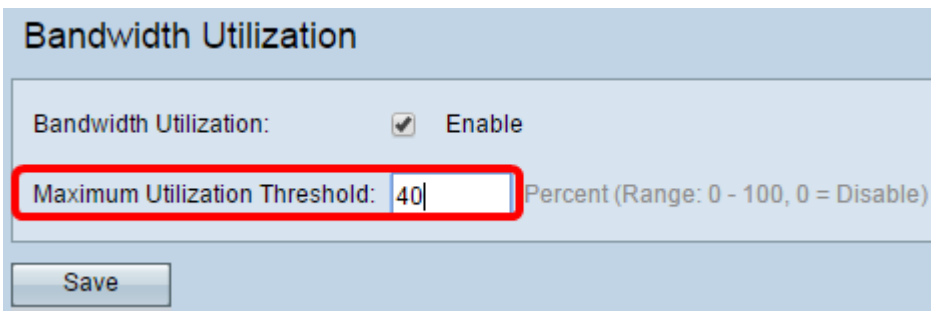 Bandwidth Utilization
Bandwidth Utilization: Enable
Maximum Utilization Threshold: 40 Percent (Range: 0 - 100, 0 = Disable)
Save